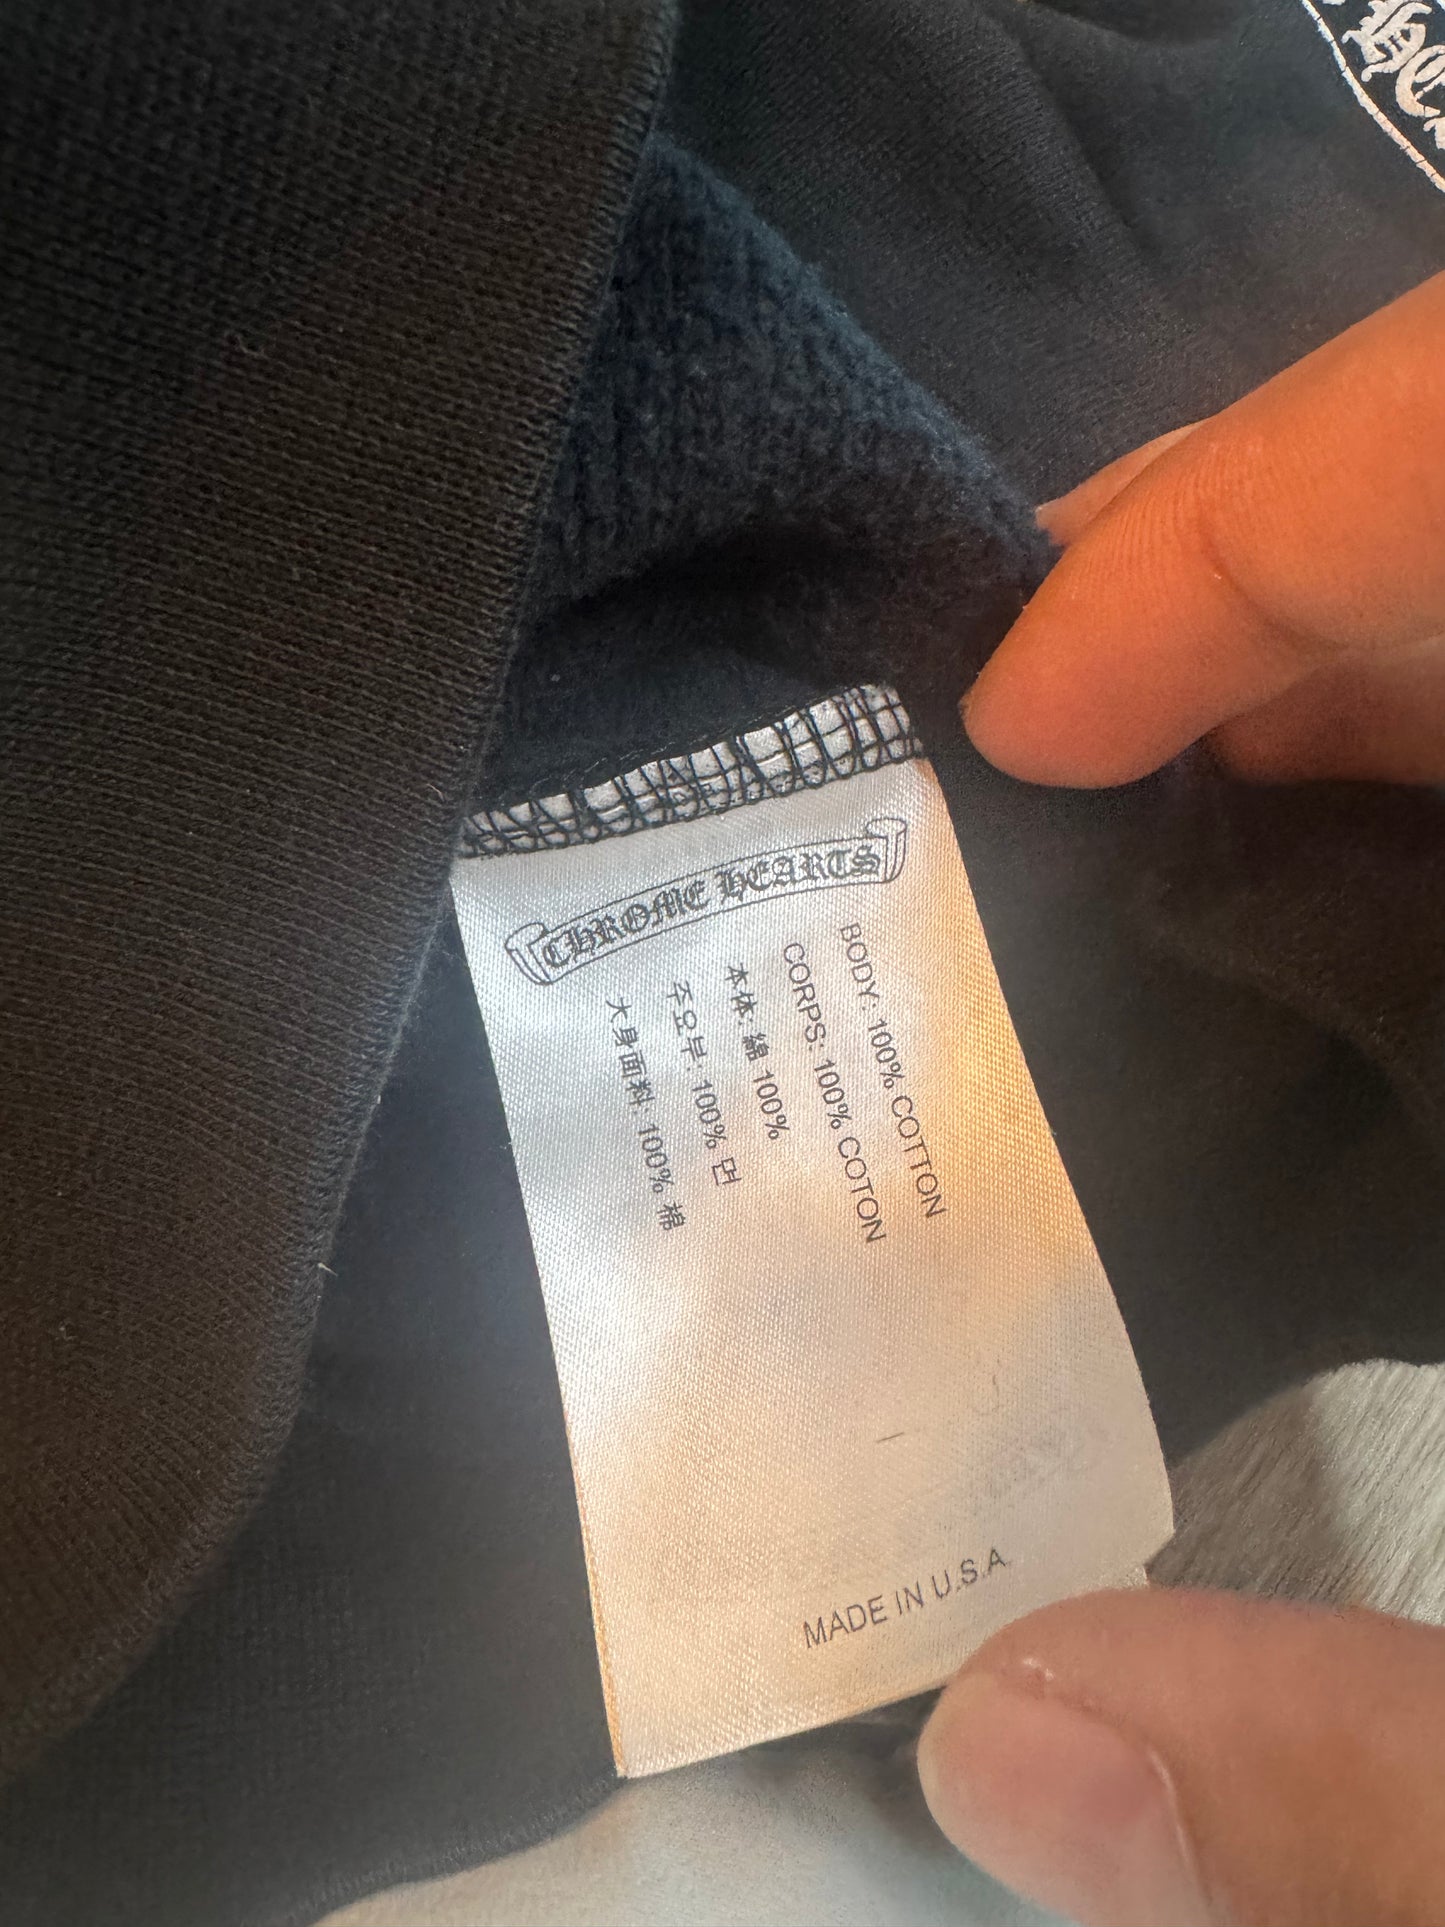 CHROME HEARTS
BODY: 100% COTTON
CORPS: 100% COTON
本体: 綿 100%
주요부: 100% 면
大身面料: 100% 棉
MADE IN U.S.A